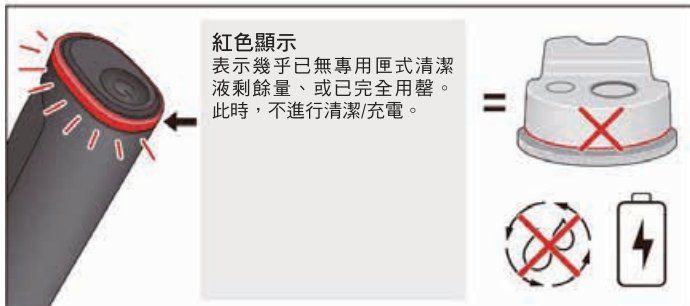 紅色顯示
表示幾乎已無專用匣式清潔
液剩餘量、或已完全用罄。
此時，不進行清潔/充電。
=